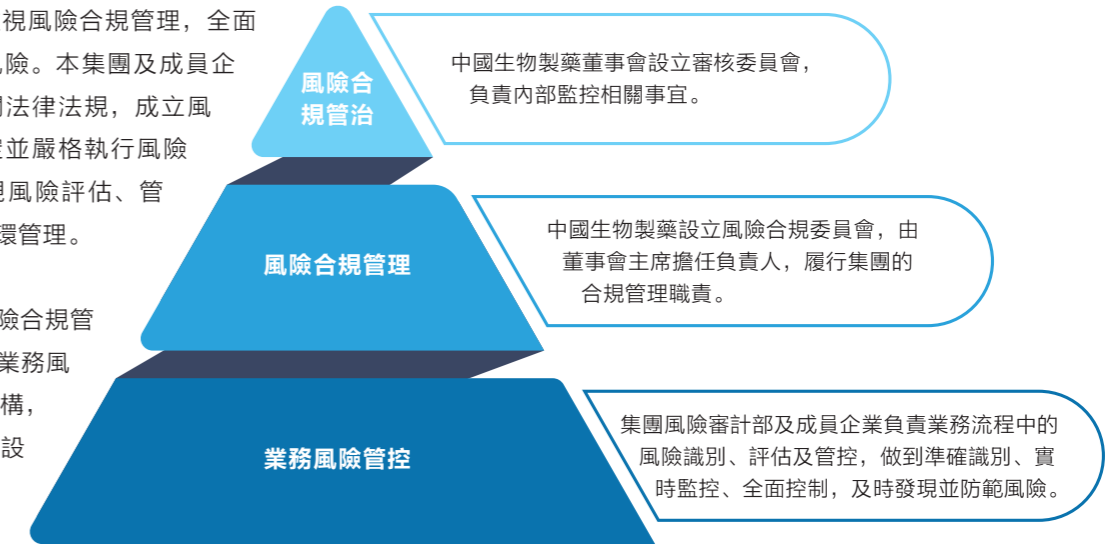 視風險合規管理，全面
風險。本集團及成員企
法律法規，成立風
並嚴格執行風險
風險評估、管
環管理。
險合規管
業務風
構，
設
風險合
規管治
中國生物製藥董事會設立審核委員會，
負責內部監控相關事宜。
風險合規管理
中國生物製藥設立風險合規委員會，由
董事會主席擔任負責人，履行集團的
合規管理職責。
業務風險管控
集團風險審計部及成員企業負責業務流程中的
風險識別、評估及管控，做到準確識別、實
時監控、全面控制，及時發現並防範風險。